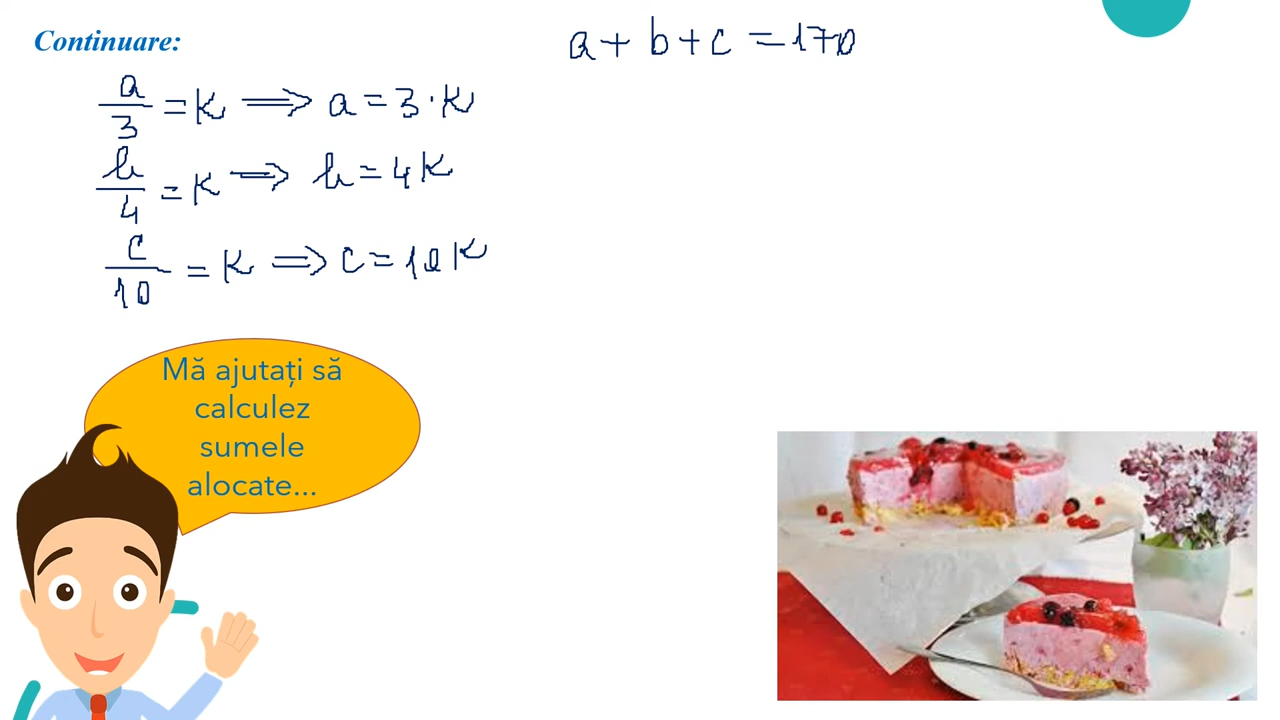 Continuare:
a + b + c = 170
a/3 = K ⟹ a = 3 · K
b/4 = K ⟹ b = 4K
c/10 = K ⟹ c = 10K
Mă ajutați să
calculez
sumele
alocate...